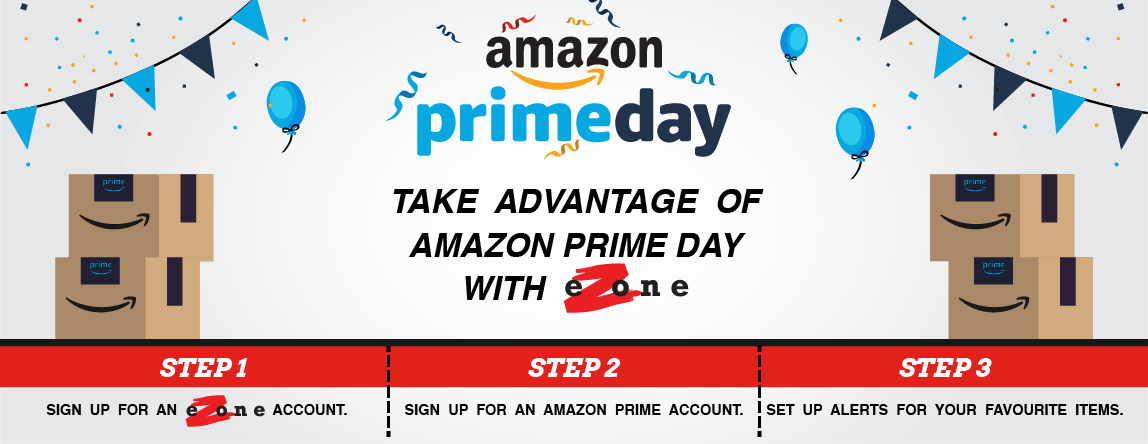 amazon
primeday
prime
prime
TAKE ADVANTAGE OF
AMAZON PRIME DAY
WITH eZone
prime
prime
STEP 1
STEP 2
STEP 3
SIGN UP FOR AN eZone ACCOUNT.
SIGN UP FOR AN AMAZON PRIME ACCOUNT.
SET UP ALERTS FOR YOUR FAVOURITE ITEMS.